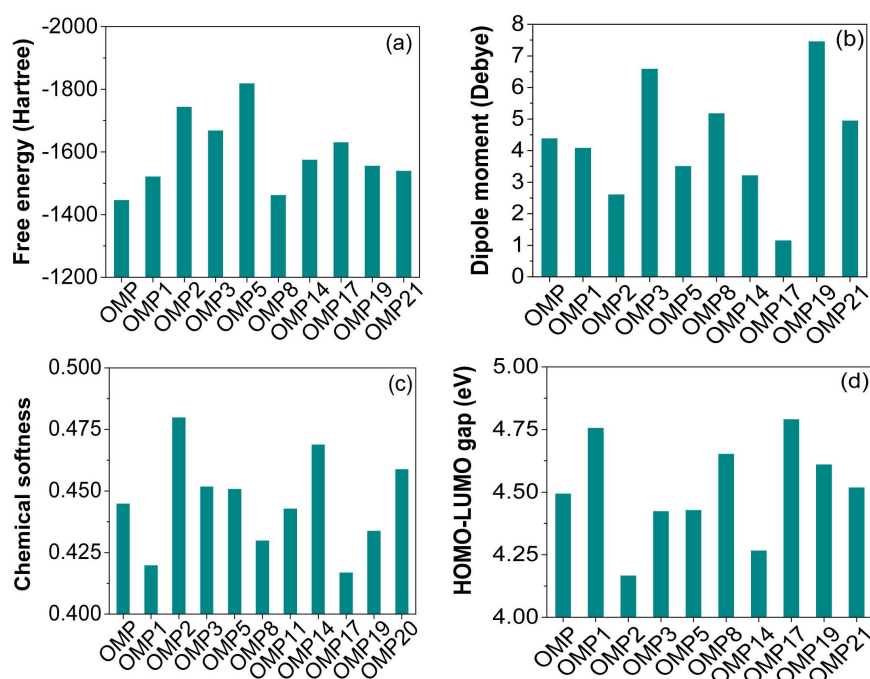 (a)
Free energy (Hartree)
-2000
-1800
-1600
-1400
-1200
OMP
OMP1
OMP2
OMP3
OMP5
OMP8
OMP14
OMP17
OMP19
OMP21
(b)
Dipole moment (Debye)
8
7
6
5
4
3
2
1
0
OMP
OMP1
OMP2
OMP3
OMP5
OMP8
OMP14
OMP17
OMP19
OMP21
(c)
Chemical softness
0.500
0.475
0.450
0.425
0.400
OMP
OMP1
OMP2
OMP3
OMP5
OMP8
OMP11
OMP14
OMP17
OMP19
OMP20
(d)
HOMO-LUMO gap (eV)
5.00
4.75
4.50
4.25
4.00
OMP
OMP1
OMP2
OMP3
OMP5
OMP8
OMP14
OMP17
OMP19
OMP21